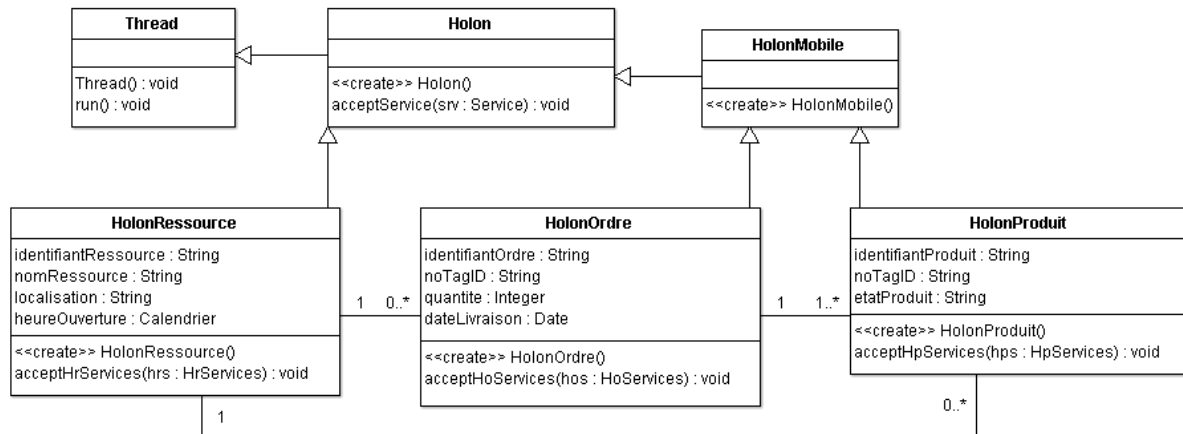 Thread
Thread() : void
run() : void
Holon
<<create>> Holon()
acceptService(srv : Service) : void
HolonMobile
<<create>> HolonMobile()
HolonRessource
identifiantRessource : String
nomRessource : String
localisation : String
heureOuverture : Calendrier
<<create>> HolonRessource()
acceptHrServices(hrs : HrServices) : void
1
0..*
HolonOrdre
identifiantOrdre : String
noTagID : String
quantite : Integer
dateLivraison : Date
<<create>> HolonOrdre()
acceptHoServices(hos : HoServices) : void
1
1..*
HolonProduit
identifiantProduit : String
noTagID : String
etatProduit : String
<<create>> HolonProduit()
acceptHpServices(hps : HpServices) : void
1
0..*